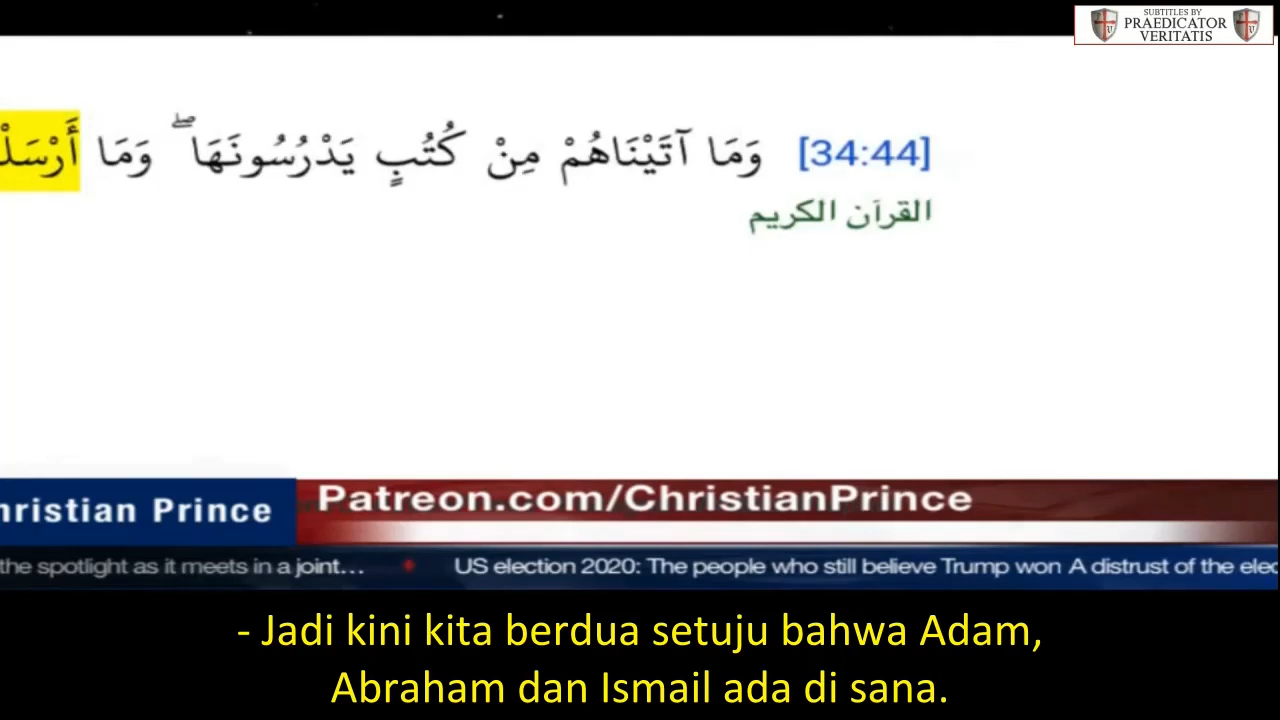 SUBTITLES BY
PRAEDICATOR
VERITATIS
[34:44] وَمَا آتَيْنَاهُمْ مِنْ كُتُبٍ يَدْرُسُونَهَا ۖ وَمَا
القرآن الكريم
Patreon.com/ChristianPrince
Prince
the spotlight as it meets in a joint... US election 2020: The people who still believe Trump won A distrust of the
- Jadi kini kita berdua setuju bahwa Adam,
Abraham dan Ismail ada di sana.